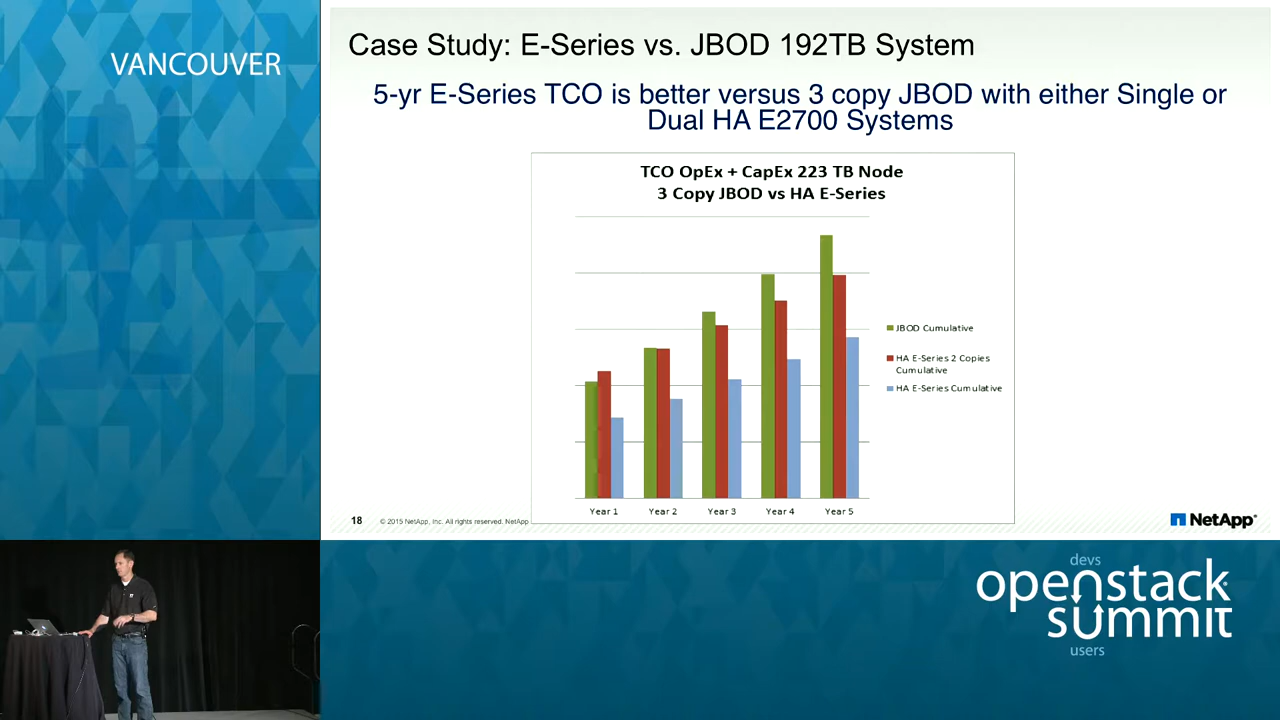 VANCOUVER
Case Study: E-Series vs. JBOD 192TB System
5-yr E-Series TCO is better versus 3 copy JBOD with either Single or
Dual HA E2700 Systems
TCO OpEx + CapEx 223 TB Node
3 Copy JBOD vs HA E-Series
JBOD Cumulative
HA E-Series 2 Copies
Cumulative
HA E-Series Cumulative
Year 1
Year 2
Year 3
Year 4
Year 5
18
© 2015 NetApp, Inc. All rights reserved. NetApp
NetApp
devs
openstack
summit
users